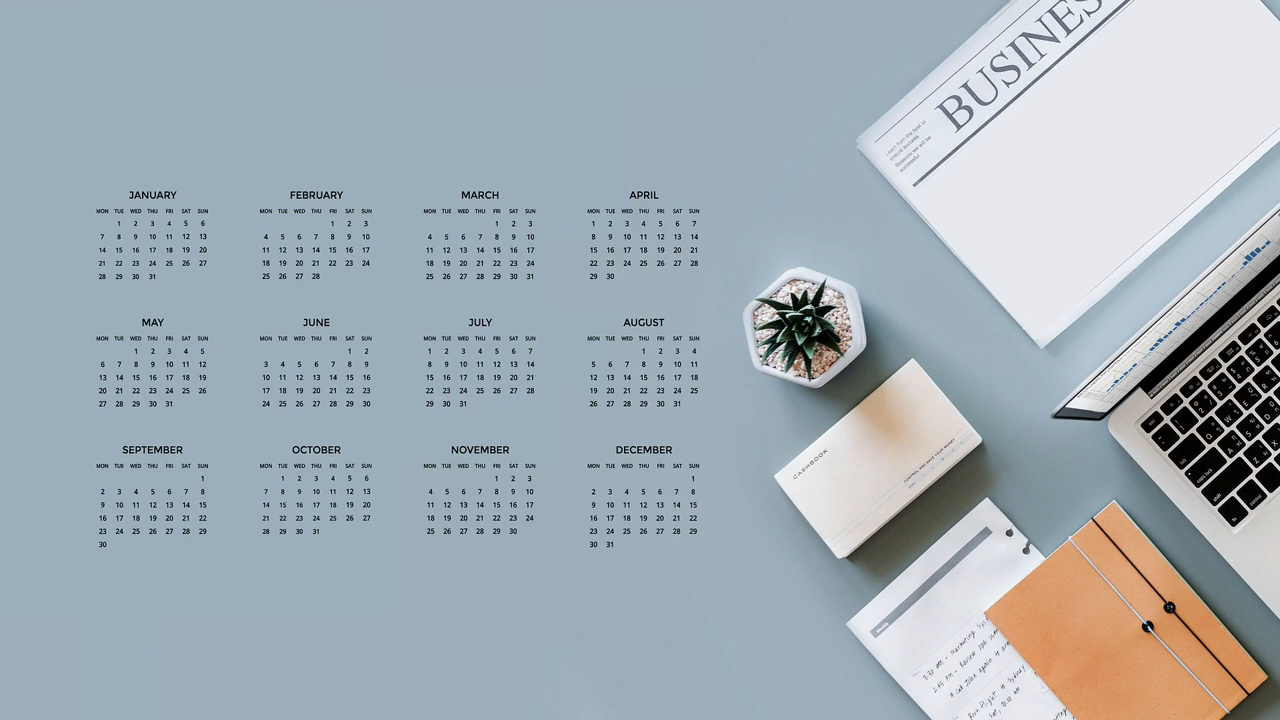 JANUARY
MON TUE WED THU FRI SAT SUN
1 2 3 4 5 6
7 8 9 10 11 12 13
14 15 16 17 18 19 20
21 22 23 24 25 26 27
28 29 30 31
FEBRUARY
MON TUE WED THU FRI SAT SUN
1 2 3
4 5 6 7 8 9 10
11 12 13 14 15 16 17
18 19 20 21 22 23 24
25 26 27 28
MARCH
MON TUE WED THU FRI SAT SUN
1 2 3
4 5 6 7 8 9 10
11 12 13 14 15 16 17
18 19 20 21 22 23 24
25 26 27 28 29 30 31
APRIL
MON TUE WED THU FRI SAT SUN
1 2 3 4 5 6 7
8 9 10 11 12 13 14
15 16 17 18 19 20 21
22 23 24 25 26 27 28
29 30
MAY
MON TUE WED THU FRI SAT SUN
1 2 3 4 5
6 7 8 9 10 11 12
13 14 15 16 17 18 19
20 21 22 23 24 25 26
27 28 29 30 31
JUNE
MON TUE WED THU FRI SAT SUN
1 2
3 4 5 6 7 8 9
10 11 12 13 14 15 16
17 18 19 20 21 22 23
24 25 26 27 28 29 30
JULY
MON TUE WED THU FRI SAT SUN
1 2 3 4 5 6 7
8 9 10 11 12 13 14
15 16 17 18 19 20 21
22 23 24 25 26 27 28
29 30 31
AUGUST
MON TUE WED THU FRI SAT SUN
1 2 3 4
5 6 7 8 9 10 11
12 13 14 15 16 17 18
19 20 21 22 23 24 25
26 27 28 29 30 31
SEPTEMBER
MON TUE WED THU FRI SAT SUN
1
2 3 4 5 6 7 8
9 10 11 12 13 14 15
16 17 18 19 20 21 22
23 24 25 26 27 28 29
30
OCTOBER
MON TUE WED THU FRI SAT SUN
1 2 3 4 5 6
7 8 9 10 11 12 13
14 15 16 17 18 19 20
21 22 23 24 25 26 27
28 29 30 31
NOVEMBER
MON TUE WED THU FRI SAT SUN
1 2 3
4 5 6 7 8 9 10
11 12 13 14 15 16 17
18 19 20 21 22 23 24
25 26 27 28 29 30
DECEMBER
MON TUE WED THU FRI SAT SUN
1
2 3 4 5 6 7 8
9 10 11 12 13 14 15
16 17 18 19 20 21 22
23 24 25 26 27 28 29
30 31
BUSINES
Learn from the best to
ensure success
Reasons we will be
successful
CASHBOOK
CONTROL AND SAVE YOUR MONEY
Weekly